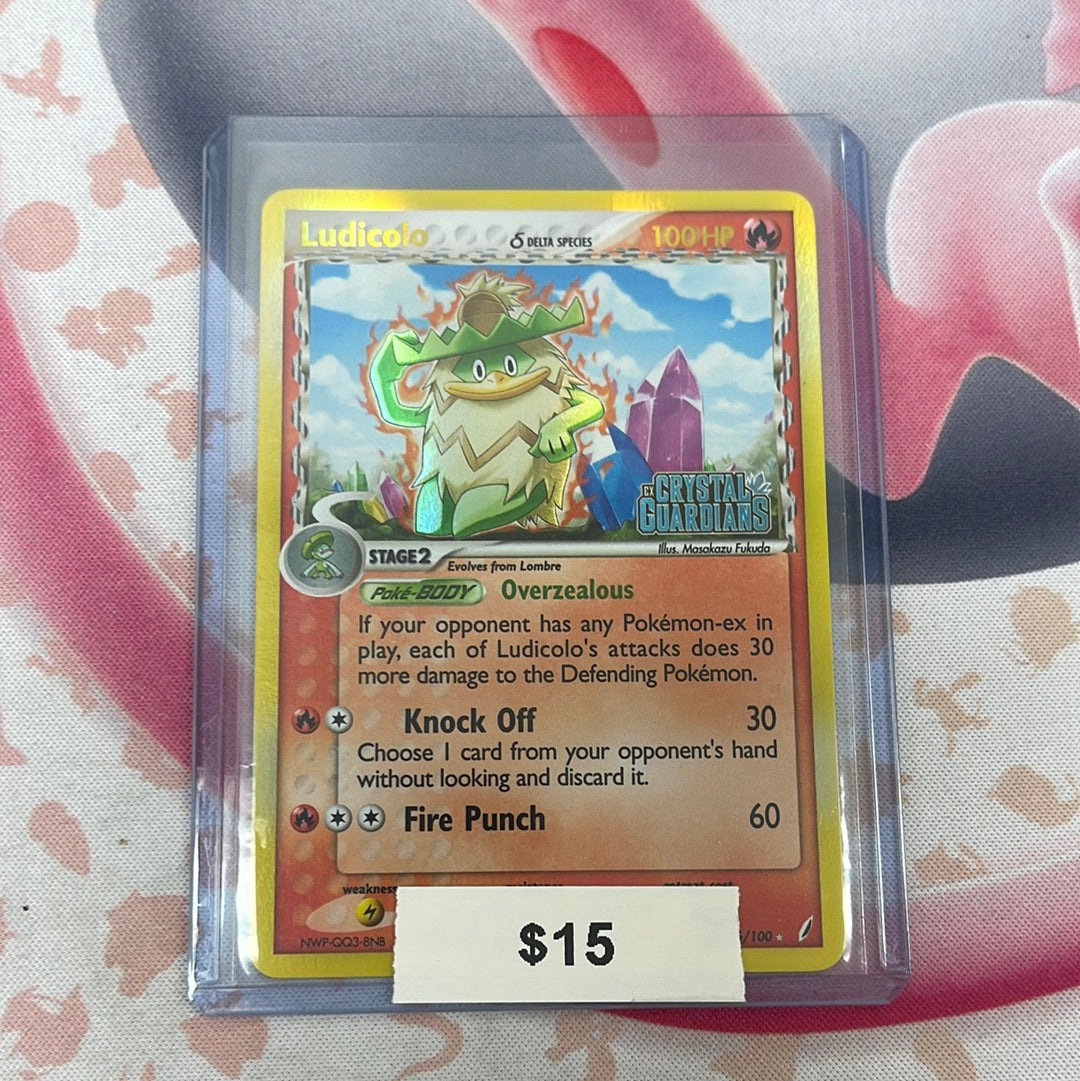 Ludicolo δ DELTA SPECIES 100 HP
EX CRYSTAL
GUARDIANS
Illus. Masakazu Fukuda
STAGE2 Evolves from Lombre
Poké-BODY Overzealous
If your opponent has any Pokémon-ex in
play, each of Ludicolo's attacks does 30
more damage to the Defending Pokémon.
Knock Off 30
Choose 1 card from your opponent's hand
without looking and discard it.
Fire Punch 60
weakness
$15
NWP-QQ3-8NB /100 ★